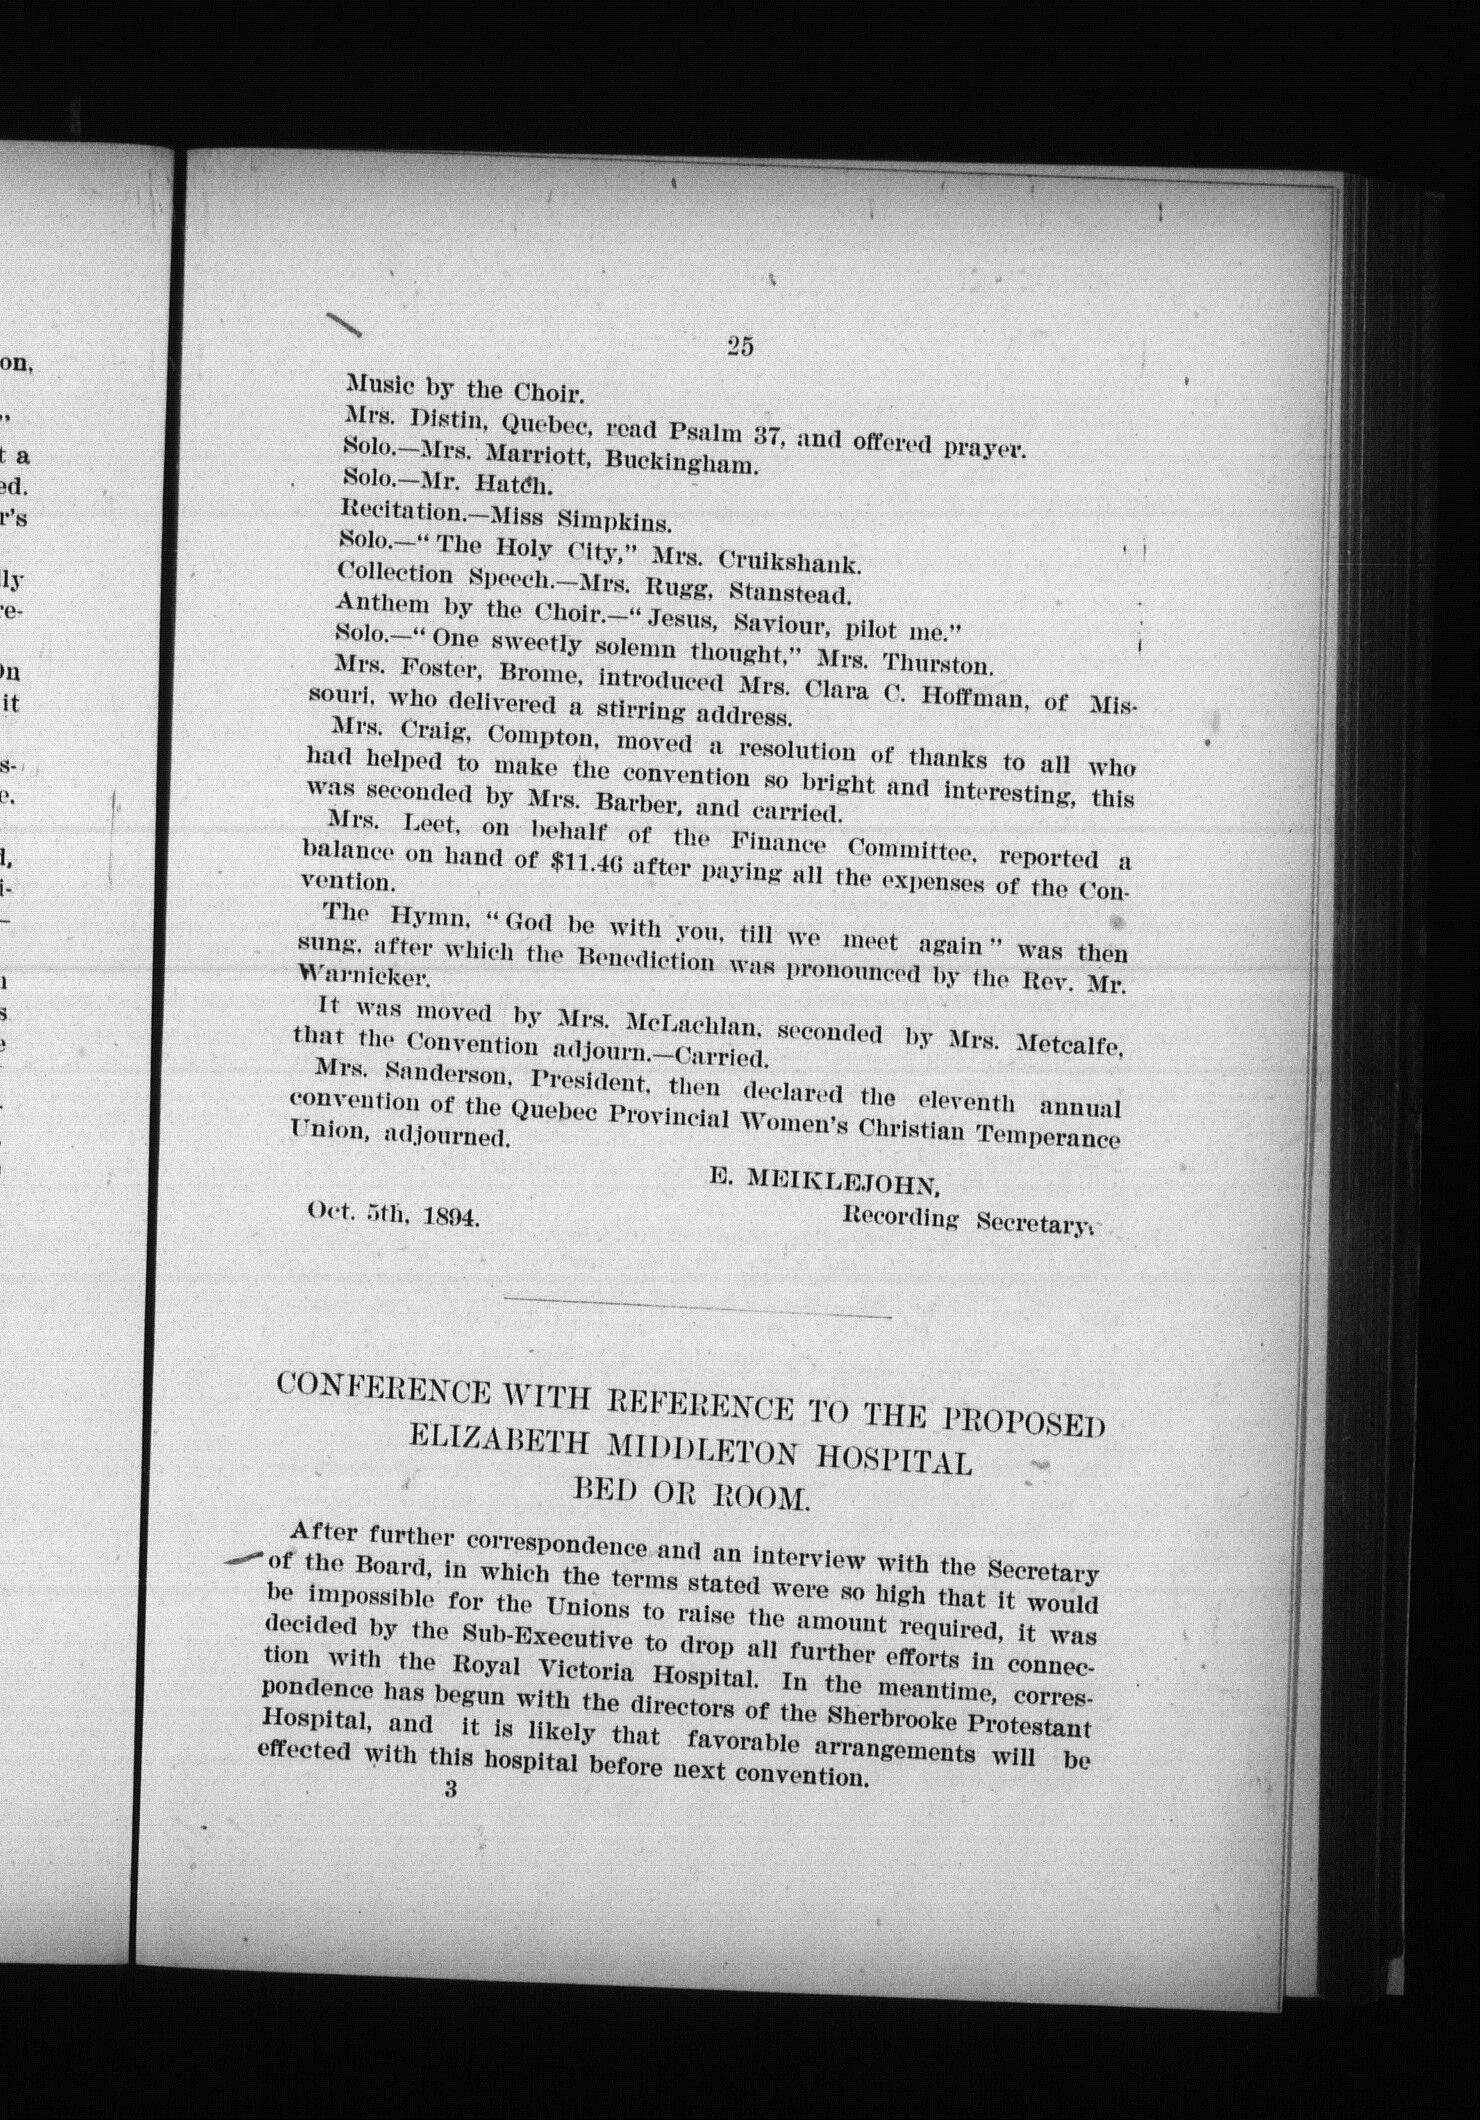 on,
”
t a
ed.
r's
lly
re-
On
it
s-
e.
d,
i-
—
n
s
e
25
Music by the Choir.
Mrs. Distin, Quebec, read Psalm 37, and offered prayer.
Solo.—Mrs. Marriott, Buckingham.
Solo.—Mr. Hatch.
Recitation.—Miss Simpkins.
Solo.—“ The Holy City,” Mrs. Cruikshank.
Collection Speech.—Mrs. Rugg, Stanstead.
Anthem by the Choir.—“ Jesus, Saviour, pilot me.”
Solo.—“ One sweetly solemn thought,” Mrs. Thurston.
Mrs. Foster, Brome, introduced Mrs. Clara C. Hoffman, of Mis-
souri, who delivered a stirring address.
Mrs. Craig, Compton, moved a resolution of thanks to all who
had helped to make the convention so bright and interesting, this
was seconded by Mrs. Barber, and carried.
Mrs. Leet, on behalf of the Finance Committee, reported a
balance on hand of $11.46 after paying all the expenses of the Con-
vention.
The Hymn, “ God be with you, till we meet again ” was then
sung, after which the Benediction was pronounced by the Rev. Mr.
Warnicker.
It was moved by Mrs. McLachlan, seconded by Mrs. Metcalfe,
that the Convention adjourn.—Carried.
Mrs. Sanderson, President, then declared the eleventh annual
convention of the Quebec Provincial Women's Christian Temperance
Union, adjourned.
E. MEIKLEJOHN,
Oct. 5th, 1894. Recording Secretary.
CONFERENCE WITH REFERENCE TO THE PROPOSED
ELIZABETH MIDDLETON HOSPITAL
BED OR ROOM.
After further correspondence and an interview with the Secretary
of the Board, in which the terms stated were so high that it would
be impossible for the Unions to raise the amount required, it was
decided by the Sub-Executive to drop all further efforts in connec-
tion with the Royal Victoria Hospital. In the meantime, corres-
pondence has begun with the directors of the Sherbrooke Protestant
Hospital, and it is likely that favorable arrangements will be
effected with this hospital before next convention.
3